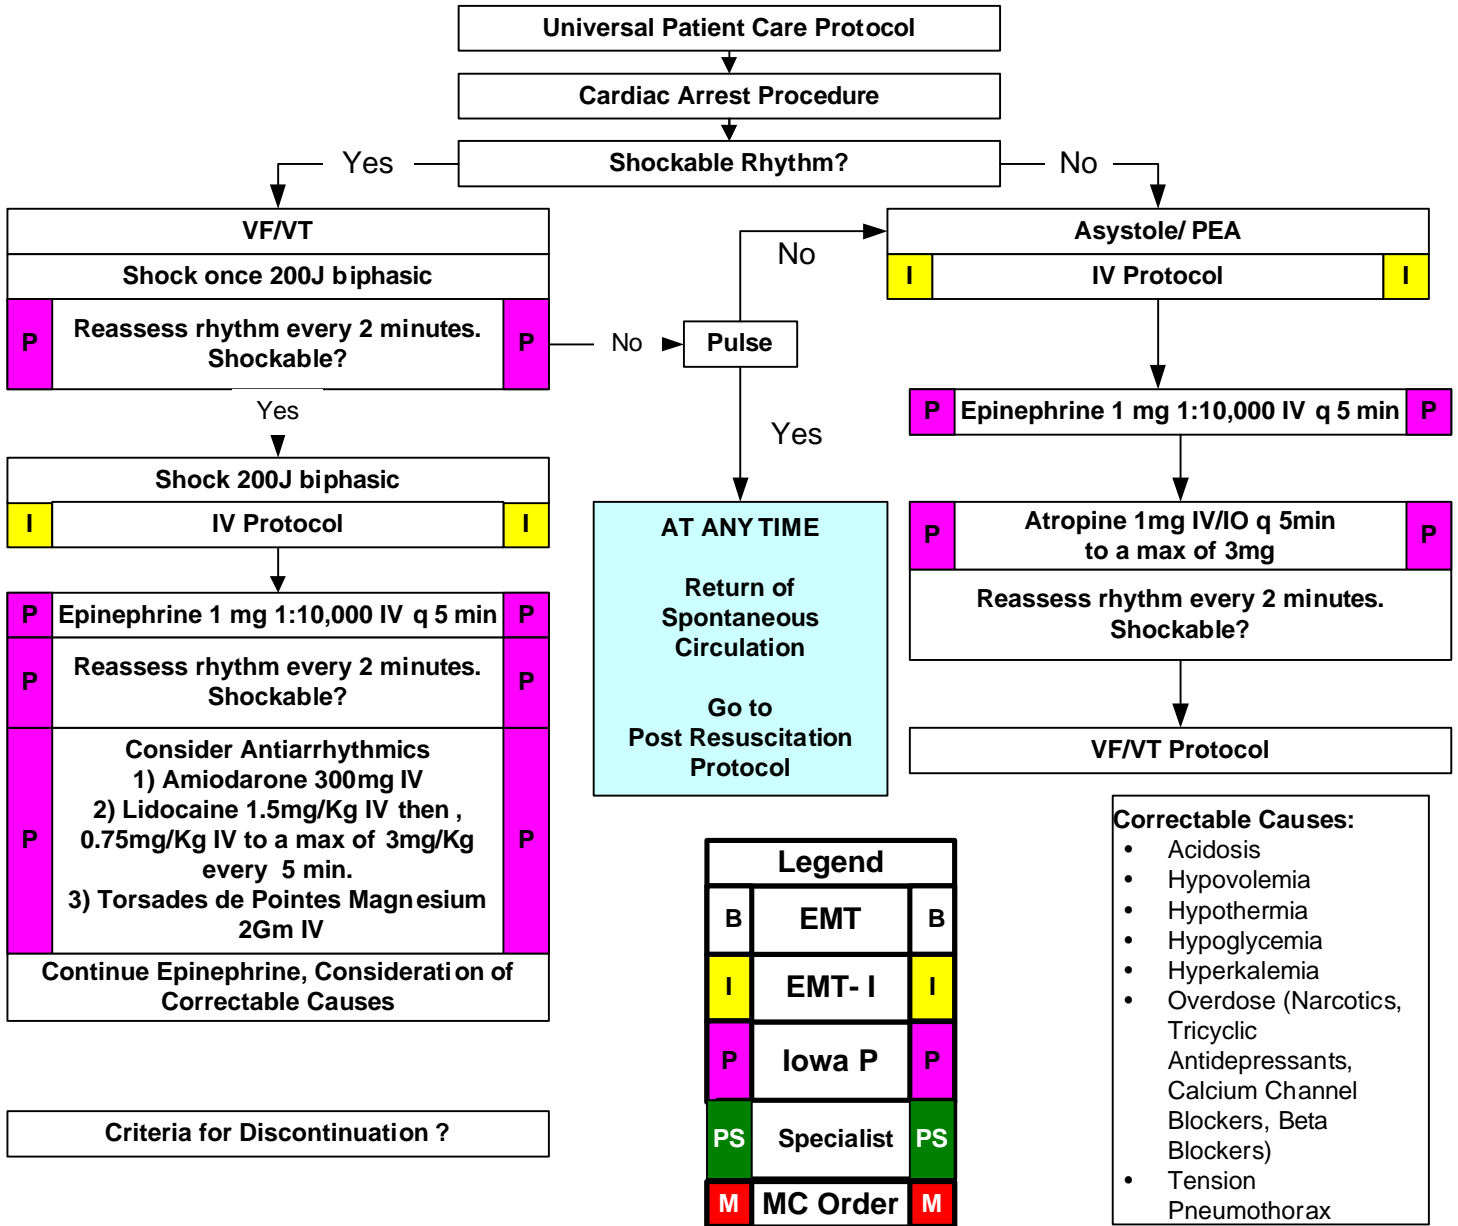 Universal Patient Care Protocol
Cardiac Arrest Procedure
Shockable Rhythm?
Yes
No
VF/VT
Shock once 200J biphasic
P
Reassess rhythm every 2 minutes.
Shockable?
P
No
Pulse
No
Yes
Yes
Shock 200J biphasic
I
IV Protocol
I
P
Epinephrine 1 mg 1:10,000 IV q 5 min
P
P
Reassess rhythm every 2 minutes.
Shockable?
P
P
Consider Antiarrhythmics
1) Amiodarone 300mg IV
2) Lidocaine 1.5mg/Kg IV then ,
0.75mg/Kg IV to a max of 3mg/Kg
every 5 min.
3) Torsades de Pointes Magnesium
2Gm IV
P
Continue Epinephrine, Consideration of
Correctable Causes
Criteria for Discontinuation ?
AT ANY TIME
Return of
Spontaneous
Circulation
Go to
Post Resuscitation
Protocol
Asystole/ PEA
I
IV Protocol
I
P
Epinephrine 1 mg 1:10,000 IV q 5 min
P
P
Atropine 1mg IV/IO q 5min
to a max of 3mg
P
Reassess rhythm every 2 minutes.
Shockable?
VF/VT Protocol
Legend
B EMT B
I EMT- I I
P Iowa P P
PS Specialist PS
M MC Order M
Correctable Causes:
• Acidosis
• Hypovolemia
• Hypothermia
• Hypoglycemia
• Hyperkalemia
• Overdose (Narcotics,
Tricyclic
Antidepressants,
Calcium Channel
Blockers, Beta
Blockers)
• Tension
Pneumothorax